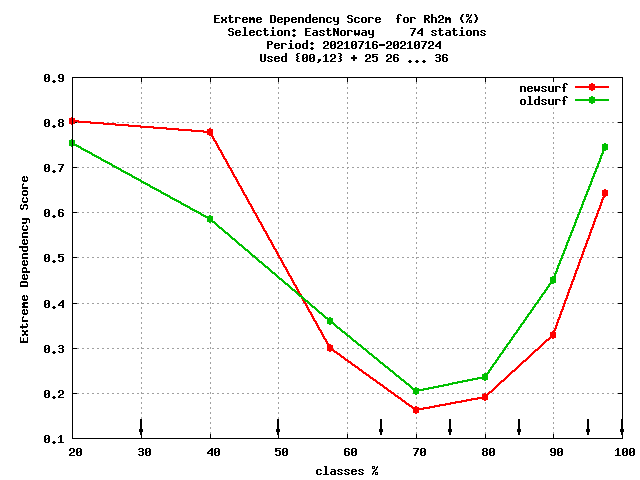 Extreme Dependency Score for Rh2m (%)
Selection: EastNorway 74 stations
Period: 20210716-20210724
Used {00,12} + 25 26 ... 36
newsurf
oldsurf
Extreme Dependency Score
0.9
0.8
0.7
0.6
0.5
0.4
0.3
0.2
0.1
20 30 40 50 60 70 80 90 100
classes %